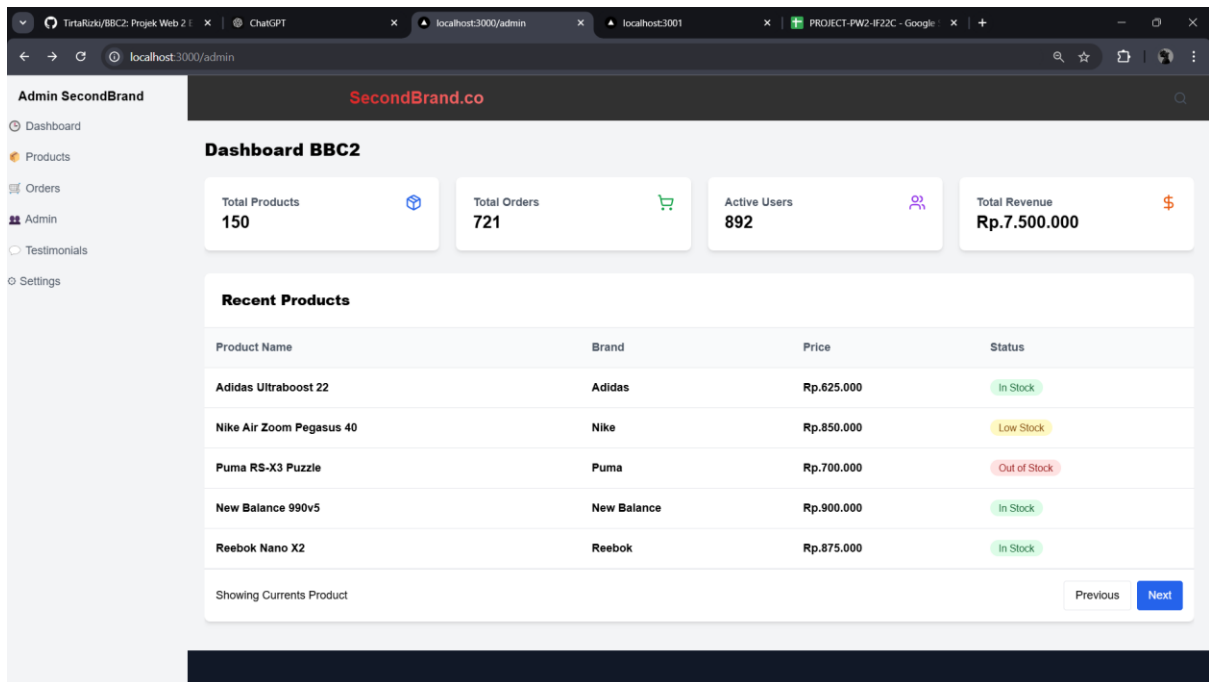 TirtaRizki/BBC2: Projek Web 2
ChatGPT
localhost:3000/admin
localhost:3001
PROJECT-PW2-IF22C - Google
localhost:3000/admin
Admin SecondBrand
SecondBrand.co
Dashboard
Products
Orders
Admin
Testimonials
Settings
Dashboard BBC2
Total Products
150
Total Orders
721
Active Users
892
Total Revenue
Rp.7.500.000
Recent Products
Product Name Brand Price Status
Adidas Ultraboost 22 Adidas Rp.625.000 In Stock
Nike Air Zoom Pegasus 40 Nike Rp.850.000 Low Stock
Puma RS-X3 Puzzle Puma Rp.700.000 Out of Stock
New Balance 990v5 New Balance Rp.900.000 In Stock
Reebok Nano X2 Reebok Rp.875.000 In Stock
Showing Currents Product Previous Next